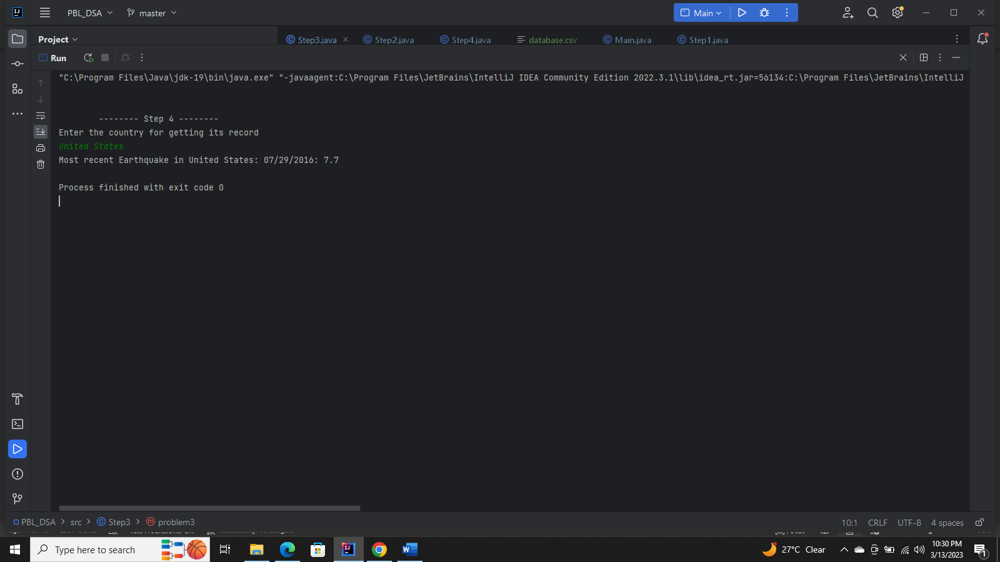 PBL_DSA master Main
Project Step3.java Step2.java Step4.java database.csv Main.java Step1.java
Run
"C:\Program Files\Java\jdk-19\bin\java.exe" "-javaagent:C:\Program Files\JetBrains\IntelliJ IDEA Community Edition 2022.3.1\lib\idea_rt.jar=56134:C:\Program Files\JetBrains\IntelliJ
-------- Step 4 --------
Enter the country for getting its record
United States
Most recent Earthquake in United States: 07/29/2016: 7.7
Process finished with exit code 0
PBL_DSA > src > Step3 > problem3 10:1 CRLF UTF-8 4 spaces
Type here to search 27°C Clear 10:30 PM
3/13/2023 1